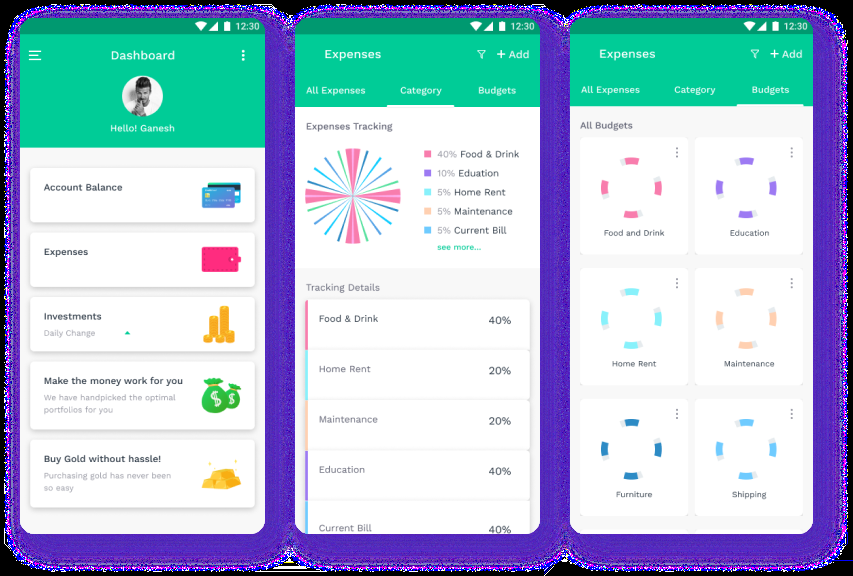 12:30
Dashboard
Hello! Ganesh
Account Balance
Expenses
Investments
Daily Change
Make the money work for you
We have handpicked the optimal
portfolios for you
Buy Gold without hassle!
Purchasing gold has never been
so easy
12:30
Expenses
+ Add
All Expenses Category Budgets
Expenses Tracking
40% Food & Drink
10% Eduation
5% Home Rent
5% Maintenance
5% Current Bill
see more...
Tracking Details
Food & Drink 40%
Home Rent 20%
Maintenance 20%
Education 40%
Current Bill 40%
12:30
Expenses
+ Add
All Expenses Category Budgets
All Budgets
Food and Drink Education
Home Rent Maintenance
Furniture Shipping